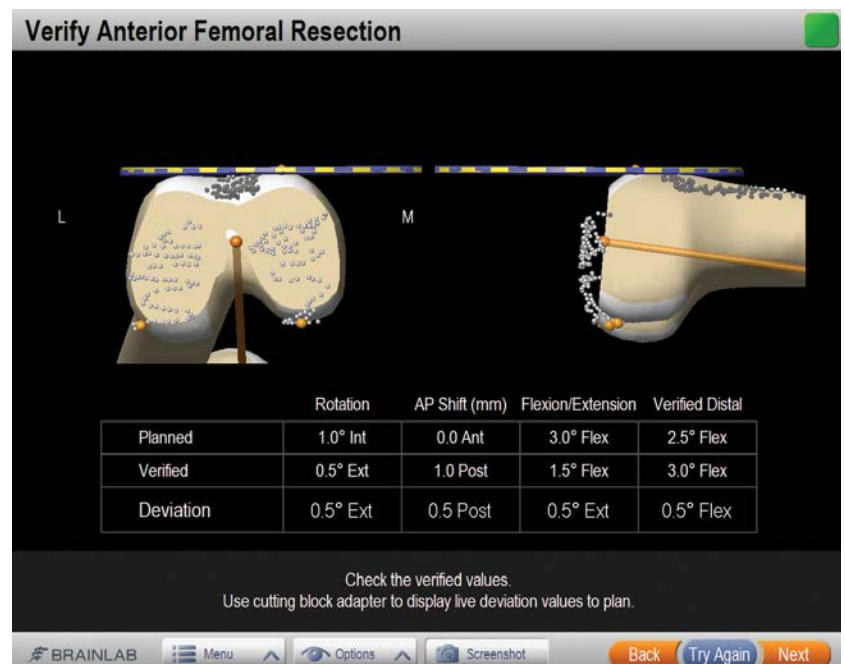 Verify Anterior Femoral Resection
L M
Rotation AP Shift (mm) Flexion/Extension Verified Distal
Planned 1.0° Int 0.0 Ant 3.0° Flex 2.5° Flex
Verified 0.5° Ext 1.0 Post 1.5° Flex 3.0° Flex
Deviation 0.5° Ext 0.5 Post 0.5° Ext 0.5° Flex
Check the verified values.
Use cutting block adapter to display live deviation values to plan.
BRAINLAB Menu Options Screenshot Back Try Again Next